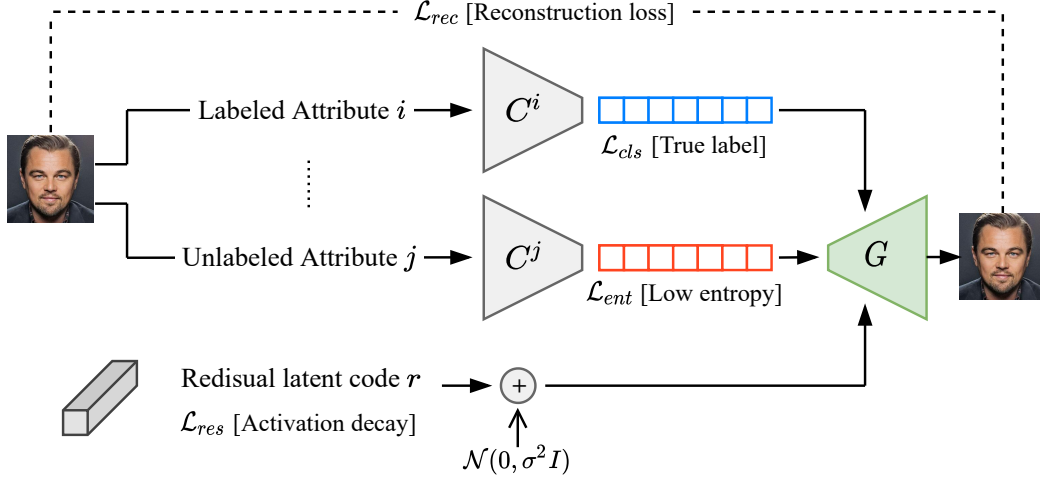 ℒ_rec [Reconstruction loss]
Labeled Attribute i
C^i
ℒ_cls [True label]
Unlabeled Attribute j
C^j
G
ℒ_ent [Low entropy]
Redisual latent code r
+
ℒ_res [Activation decay]
𝒩(0, σ²I)